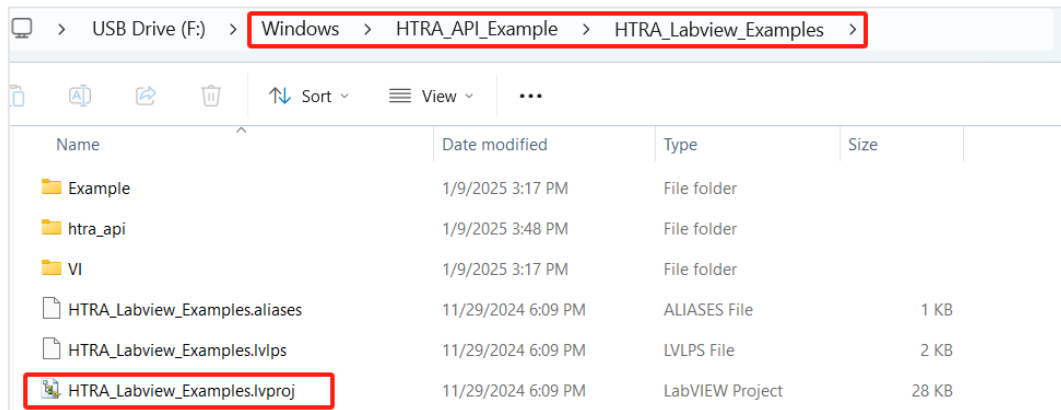 USB Drive (F:) > Windows > HTRA_API_Example > HTRA_Labview_Examples >
Sort View ...
Name Date modified Type Size
Example 1/9/2025 3:17 PM File folder
htra_api 1/9/2025 3:48 PM File folder
VI 1/9/2025 3:17 PM File folder
HTRA_Labview_Examples.aliases 11/29/2024 6:09 PM ALIASES File 1 KB
HTRA_Labview_Examples.lvlps 11/29/2024 6:09 PM LVLPS File 2 KB
HTRA_Labview_Examples.lvproj 11/29/2024 6:09 PM LabVIEW Project 28 KB